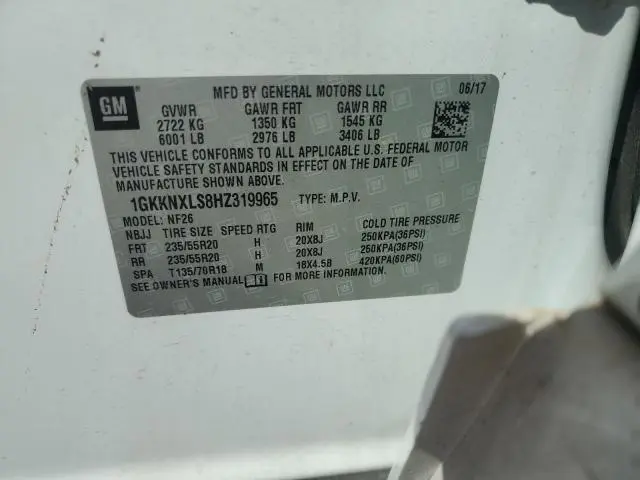 GM
MFD BY GENERAL MOTORS LLC 06/17
GVWR GAWR FRT GAWR RR
2722 KG 1350 KG 1545 KG
6001 LB 2976 LB 3406 LB
THIS VEHICLE CONFORMS TO ALL APPLICABLE U.S. FEDERAL MOTOR
VEHICLE SAFETY STANDARDS IN EFFECT ON THE DATE OF
MANUFACTURE SHOWN ABOVE.
1GKKNXLS8HZ319965 TYPE: M.P.V.
MODEL: NF26
NBJJ TIRE SIZE SPEED RTG RIM COLD TIRE PRESSURE
FRT 235/55R20 H 20X8J 250KPA(36PSI)
RR 235/55R20 H 20X8J 250KPA(36PSI)
SPA T135/70R18 M 18X4.5B 420KPA(60PSI)
SEE OWNER'S MANUAL FOR MORE INFORMATION.